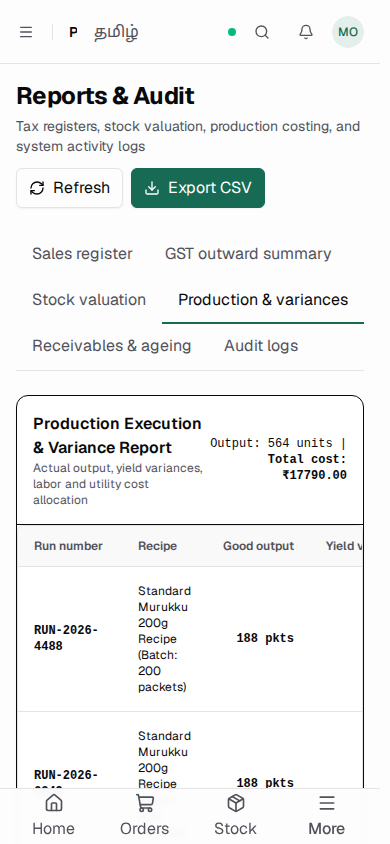 P தமிழ் MO
Reports & Audit
Tax registers, stock valuation, production costing, and
system activity logs
Refresh Export CSV
Sales register GST outward summary
Stock valuation Production & variances
Receivables & ageing Audit logs
Production Execution
& Variance Report
Actual output, yield variances,
labor and utility cost
allocation
Output: 564 units |
Total cost:
₹17790.00
Run number Recipe Good output Yield
RUN-2026-
4488
Standard
Murukku
200g
Recipe
(Batch:
200
packets)
188 pkts
Standard
Murukku
200g
Recipe
RUN-2026-
188 pkts
Home Orders Stock More